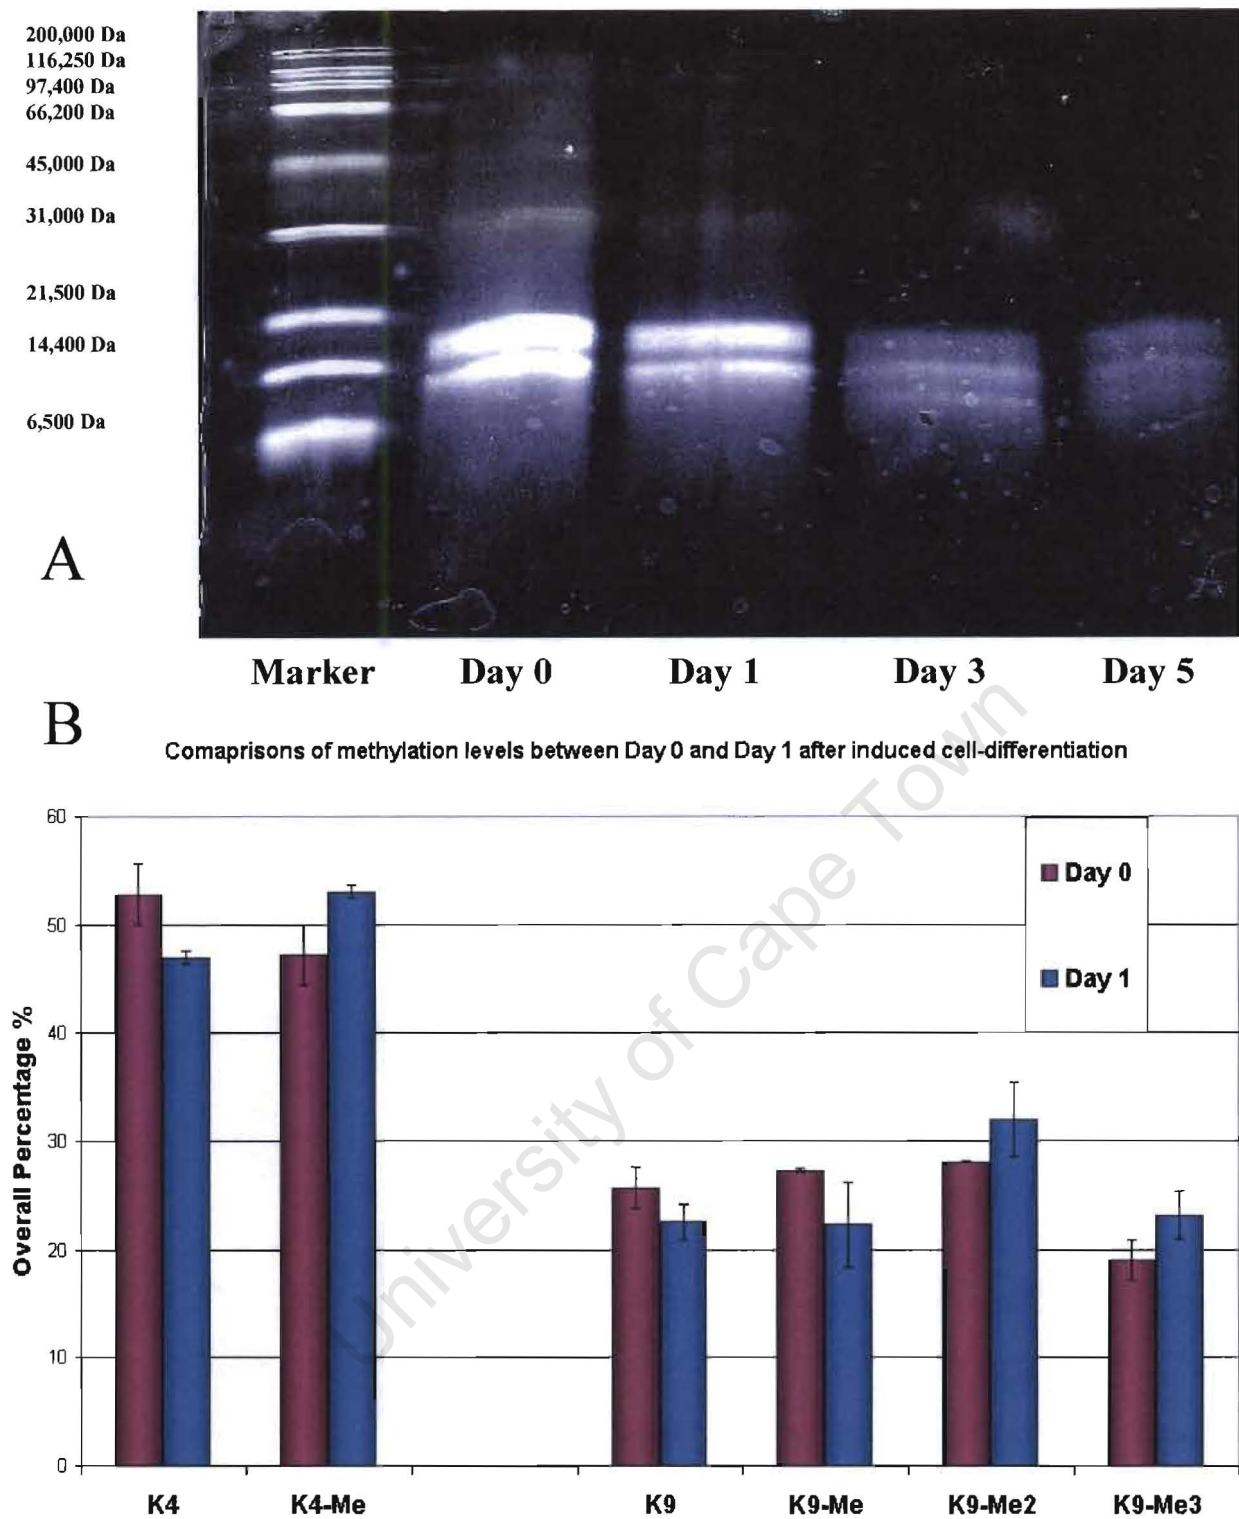 200,000 Da
116,250 Da
97,400 Da
66,200 Da
45,000 Da
31,000 Da
21,500 Da
14,400 Da
6,500 Da
A
Marker Day 0 Day 1 Day 3 Day 5
B
Comaprisons of methylation levels between Day 0 and Day 1 after induced cell-differentiation
60
50
40
30
20
10
0
Overall Percentage %
Day 0
Day 1
K4 K4-Me K9 K9-Me K9-Me2 K9-Me3
University of Cape Town